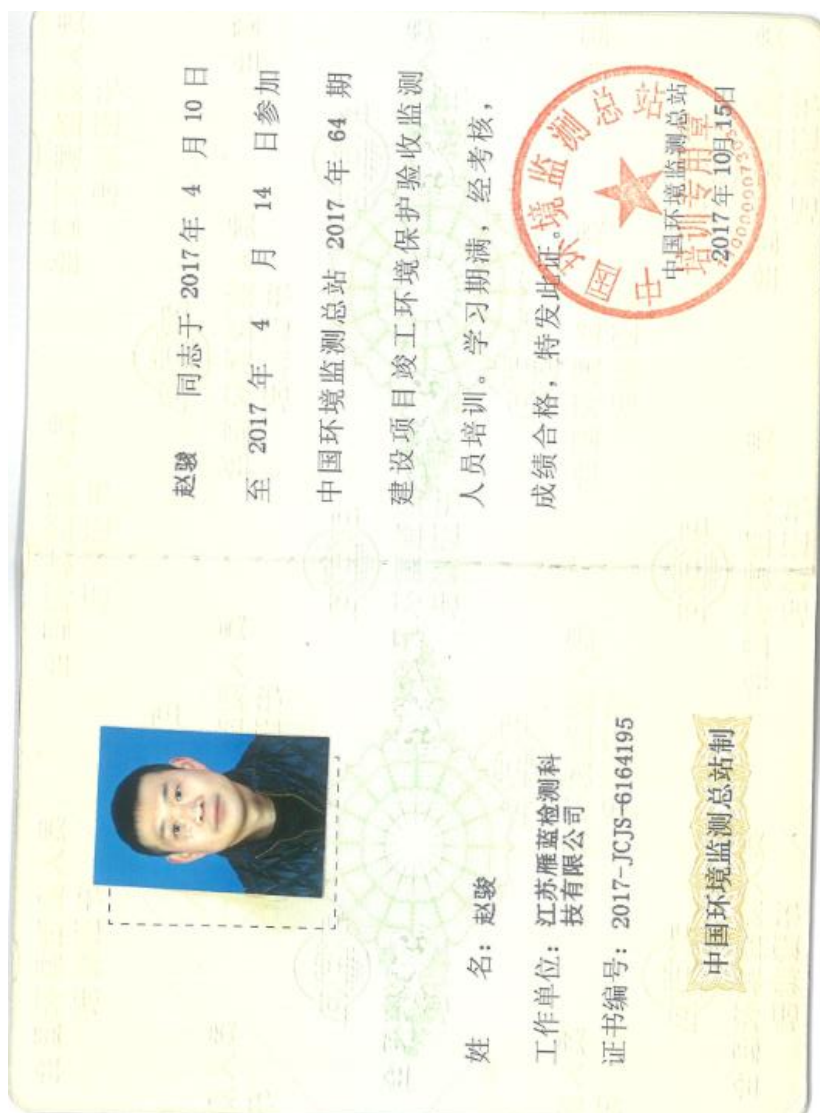 姓 名：赵骏
工作单位：江苏雁蓝检测科
技有限公司
证书编号：2017-JCJS-6164195
中国环境监测总站制
赵骏 同志于 2017年 4 月 10 日
至 2017 年 4 月 14 日参加
中国环境监测总站 2017 年 64 期
建设项目竣工环境保护验收监测
人员培训。学习期满，经考核，
成绩合格，特发此证。
中国环境监测总站
2017 年 10月15日
中国环境监测总站
培训专用章